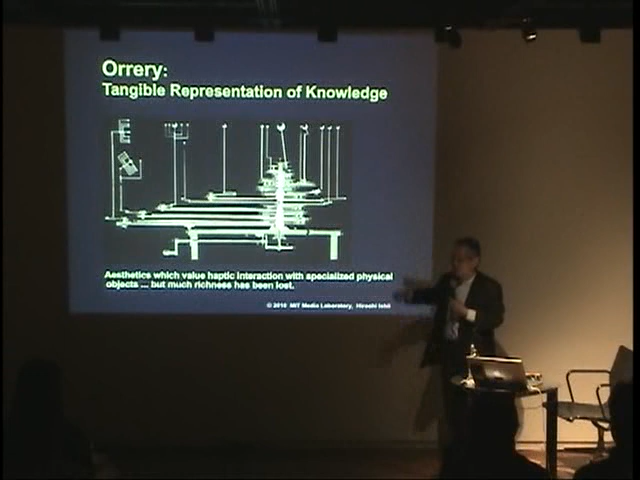 Orrery:
Tangible Representation of Knowledge
Aesthetics which value haptic interaction with specialized physical
objects ... but much richness has been lost.
© 2010 MIT Media Laboratory, Hiroshi Ishii